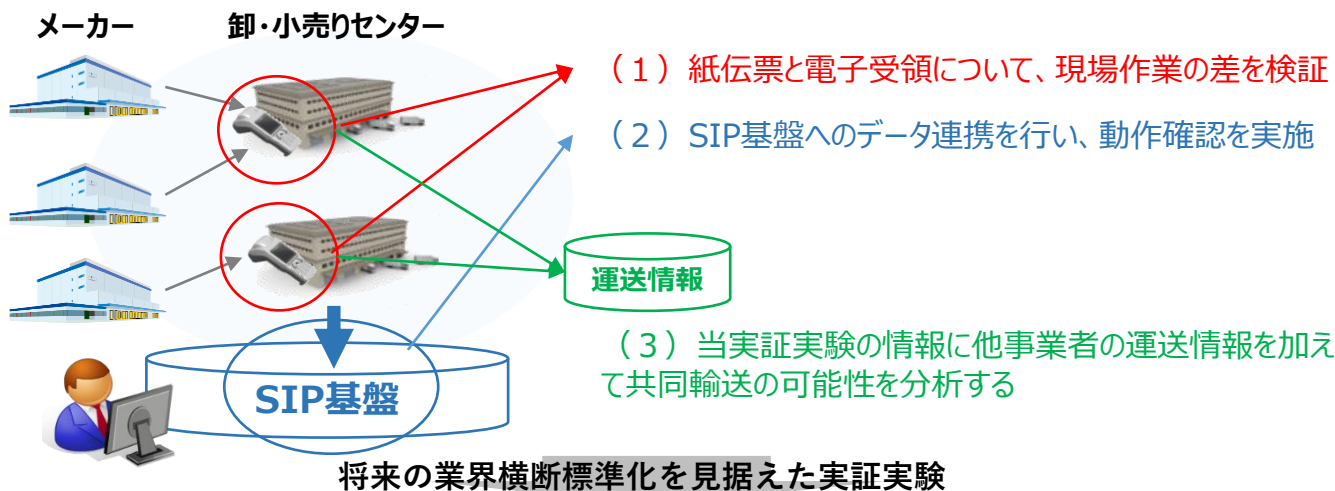 メーカー
卸・小売りセンター
（１）紙伝票と電子受領について、現場作業の差を検証
（２）SIP基盤へのデータ連携を行い、動作確認を実施
運送情報
（３）当実証実験の情報に他事業者の運送情報を加え
て共同輸送の可能性を分析する
SIP基盤
将来の業界横断標準化を見据えた実証実験